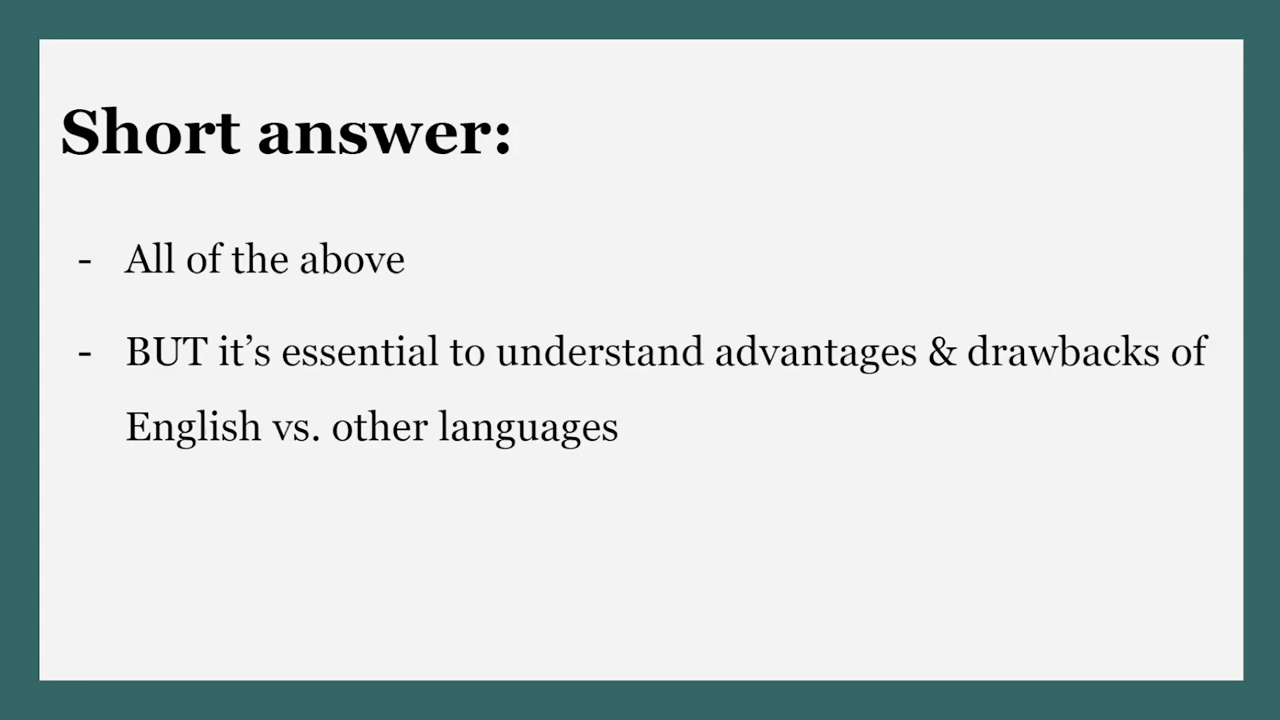 Short answer:
- All of the above
- BUT it’s essential to understand advantages & drawbacks of
English vs. other languages